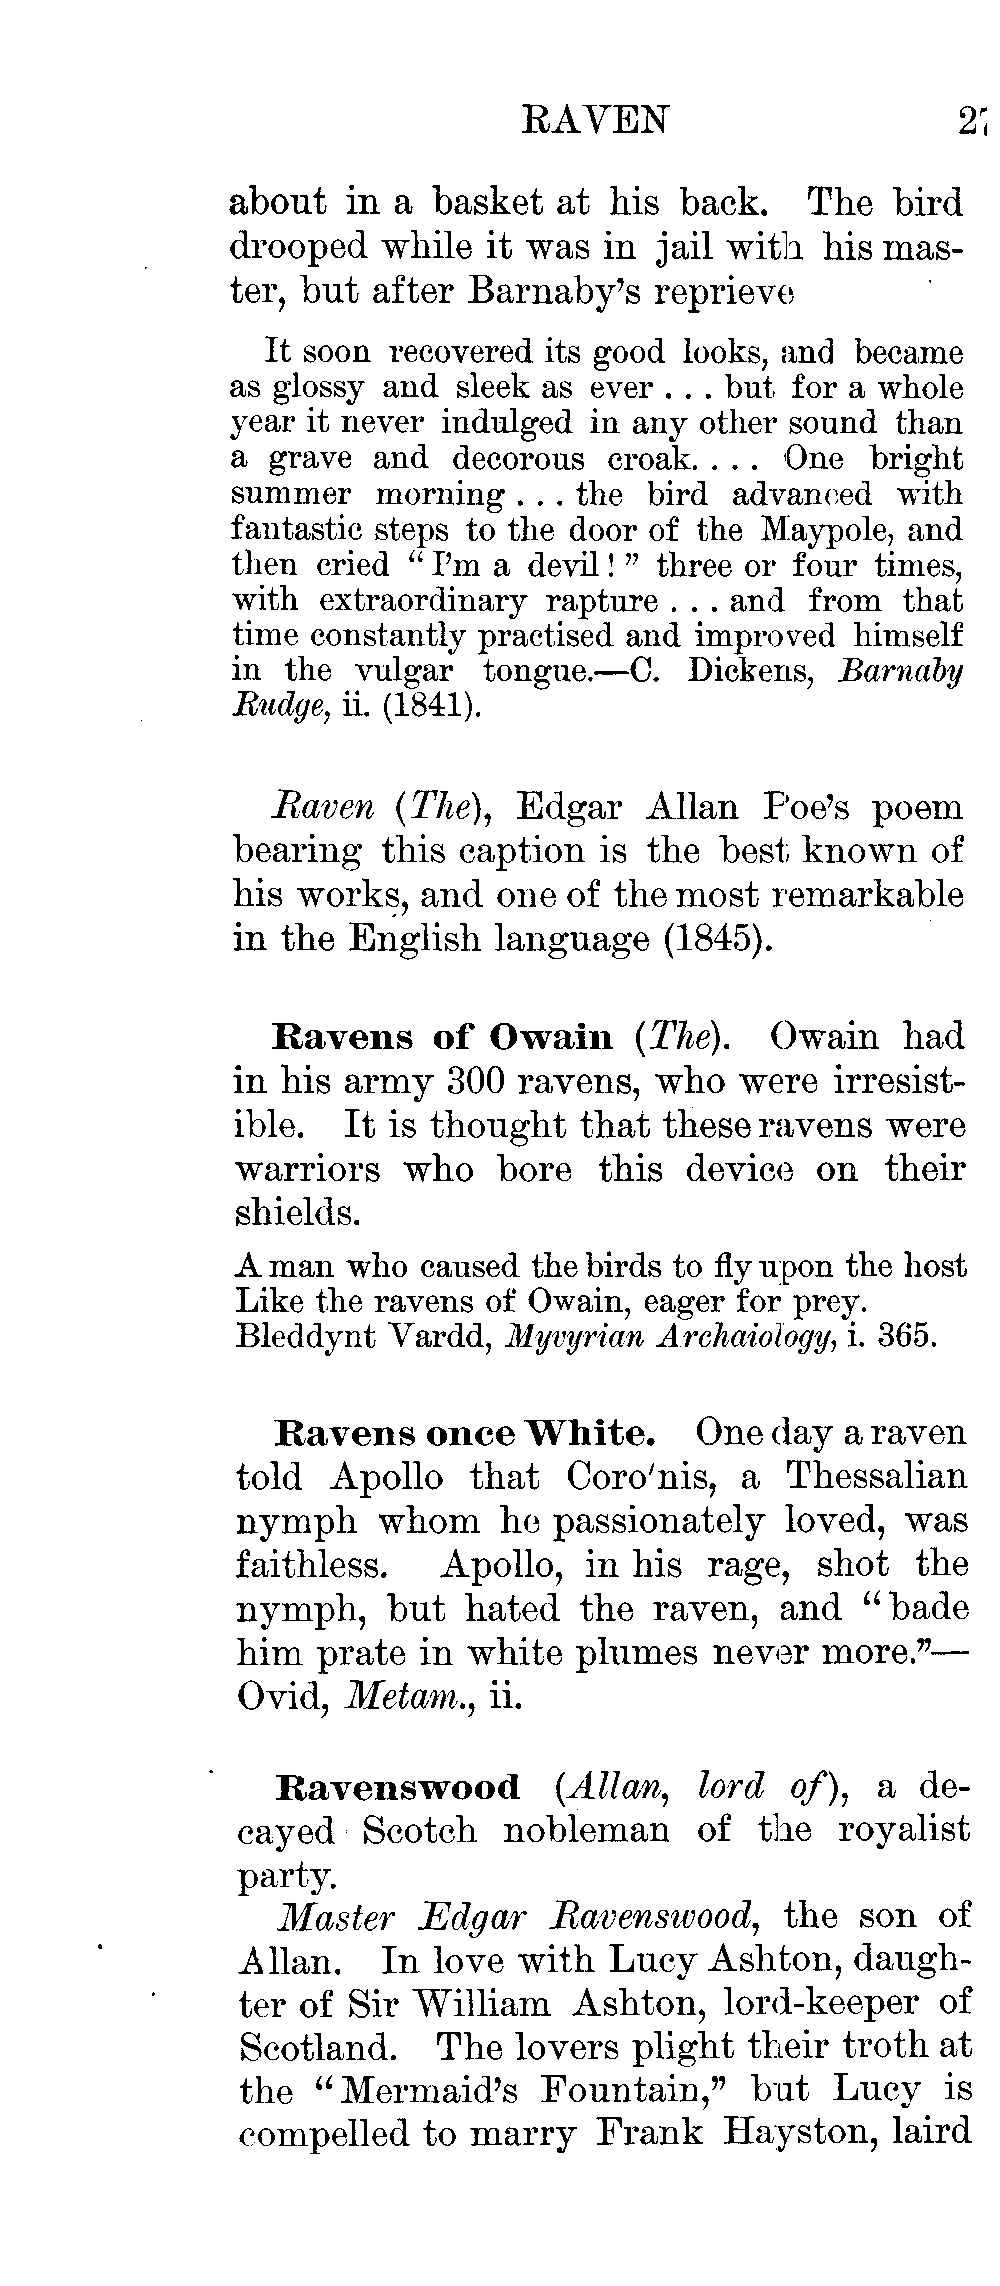 RAVEN 27
about in a basket at his back. The bird
drooped while it was in jail with his mas-
ter, but after Barnaby's reprieve
It soon recovered its good looks, and became
as glossy and sleek as ever . . . but for a whole
year it never indulged in any other sound than
a grave and decorous croak. . . . One bright
summer morning . . . the bird advanced with
fantastic steps to the door of the Maypole, and
then cried "I'm a devil!" three or four times,
with extraordinary rapture . . . and from that
time constantly practised and improved himself
in the vulgar tongue.—C. Dickens, Barnaby
Rudge, ii. (1841).
Raven (The), Edgar Allan Poe's poem
bearing this caption is the best known of
his works, and one of the most remarkable
in the English language (1845).
Ravens of Owain (The). Owain had
in his army 300 ravens, who were irresist-
ible. It is thought that these ravens were
warriors who bore this device on their
shields.
A man who caused the birds to fly upon the host
Like the ravens of Owain, eager for prey.
Bleddynt Vardd, Myvyrian Archaiology, i. 365.
Ravens once White. One day a raven
told Apollo that Coro'nis, a Thessalian
nymph whom he passionately loved, was
faithless. Apollo, in his rage, shot the
nymph, but hated the raven, and "bade
him prate in white plumes never more."—
Ovid, Metam., ii.
Ravenswood (Allan, lord of), a de-
cayed Scotch nobleman of the royalist
party.
Master Edgar Ravenswood, the son of
Allan. In love with Lucy Ashton, daugh-
ter of Sir William Ashton, lord-keeper of
Scotland. The lovers plight their troth at
the "Mermaid's Fountain," but Lucy is
compelled to marry Frank Hayston, laird